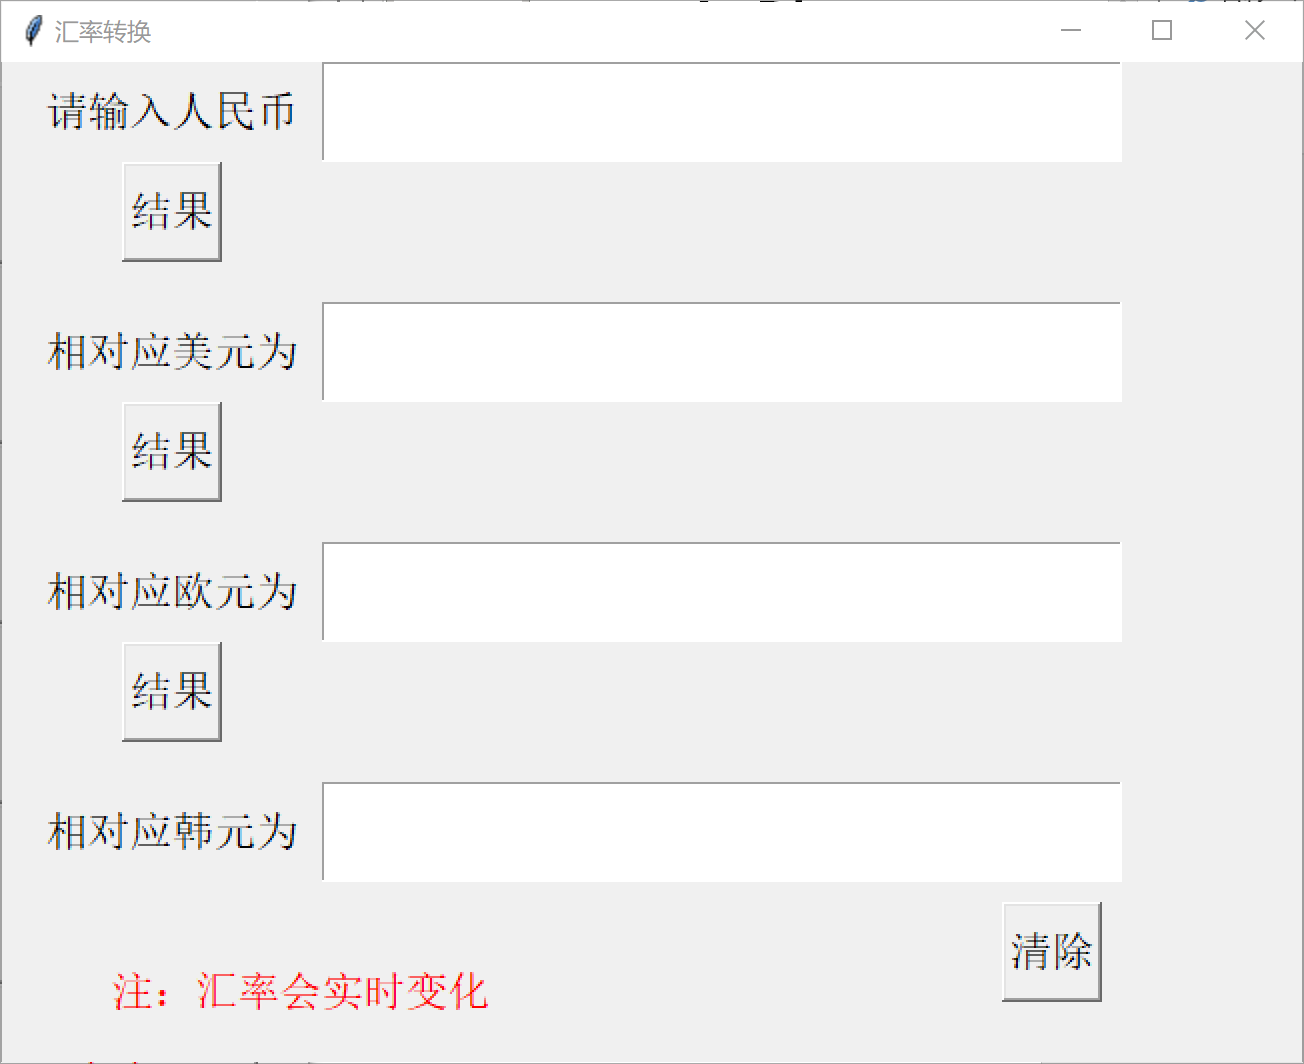 汇率转换
请输入人民币
结果
相对应美元为
结果
相对应欧元为
结果
相对应韩元为
清除
注：汇率会实时变化